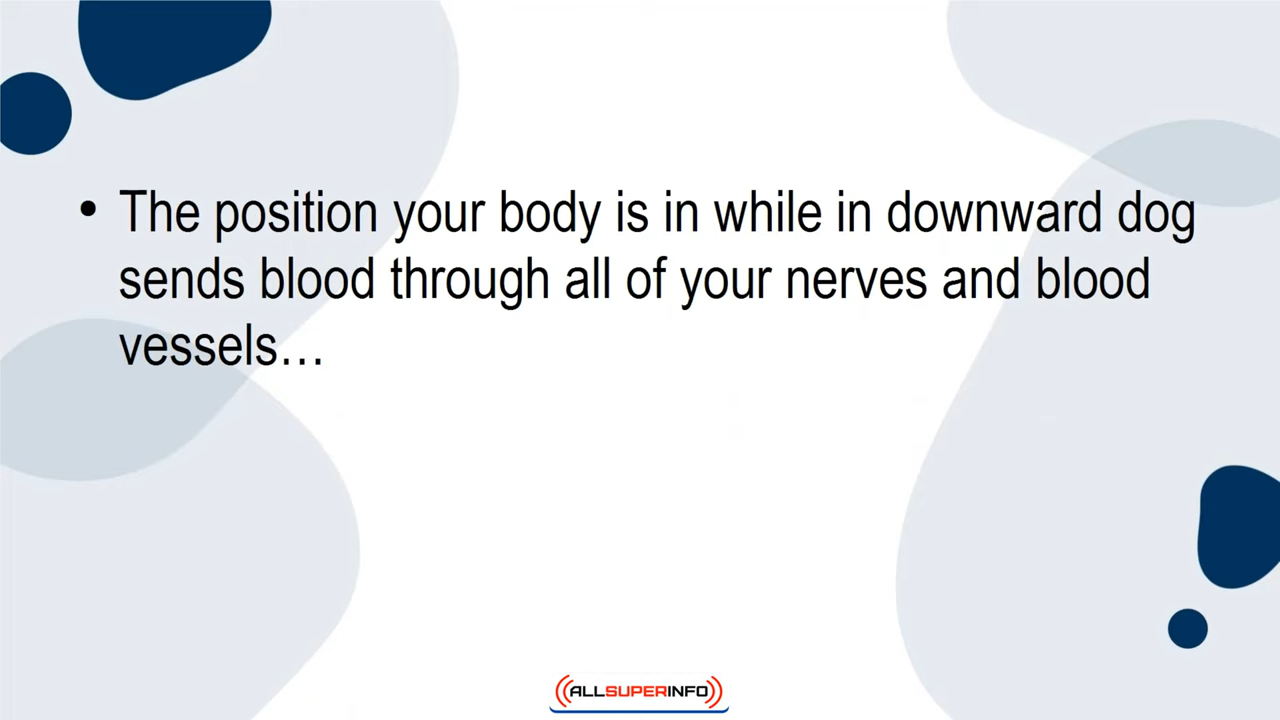 • The position your body is in while in downward dog
sends blood through all of your nerves and blood
vessels…
ALLSUPERINFO